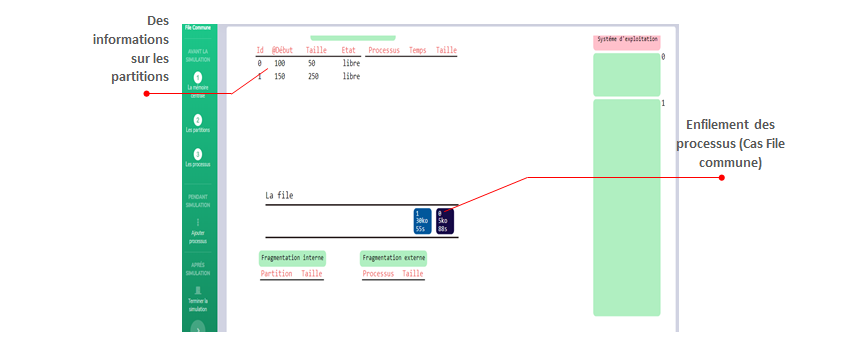 Des
informations
sur les
partitions
File Commune
AVANT LA
SIMULATION
1
La mémoire
centrale
2
Les partitions
3
Les processus
PENDANT
SIMULATION
Ajouter
processus
APRÈS
SIMULATION
Terminer la
simulation
Id @Début Taille Etat Processus Temps Taille
0 100 50 libre
1 150 250 libre
La file
1
30ko
55s
0
5ko
88s
Fragmentation interne
Partition Taille
Fragmentation externe
Processus Taille
Système d'exploitation
0
1
Enfilement des
processus (Cas File
commune)